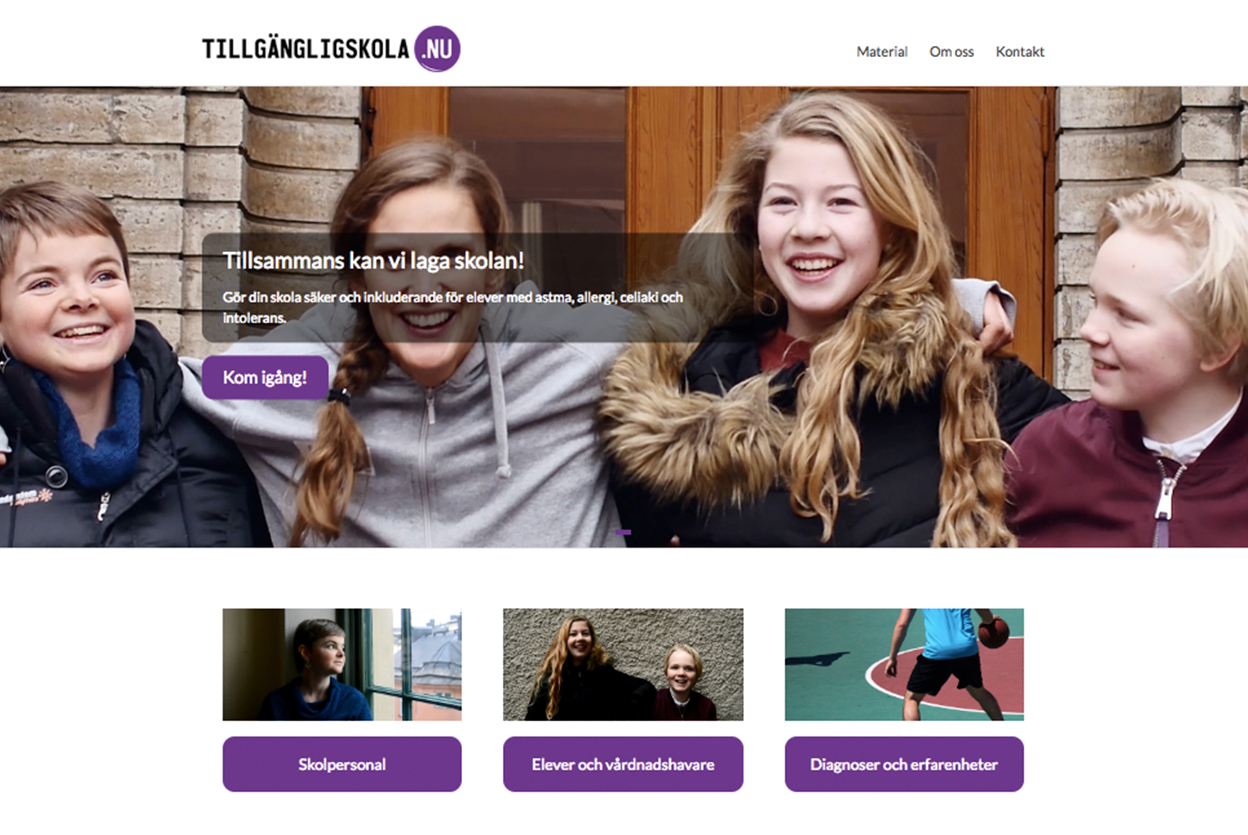 TILLGÄNGLIGSKOLA .NU
Material Om oss Kontakt
Tillsammans kan vi laga skolan!
Gör din skola säker och inkluderande för elever med astma, allergi, celiaki och
intolerans.
Kom igång!
Skolpersonal
Elever och vårdnadshavare
Diagnoser och erfarenheter